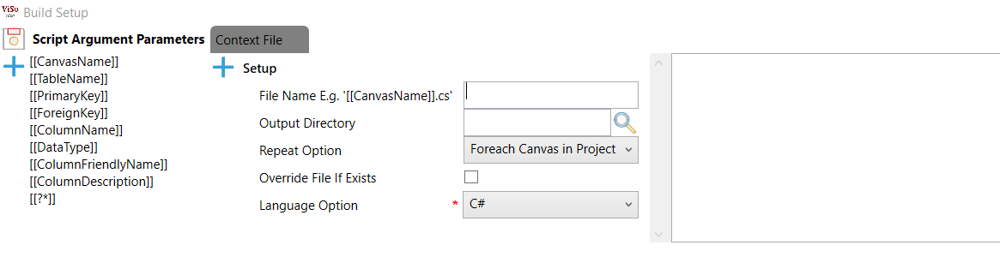 ViSo
Build Setup
Script Argument Parameters
Context File
[[CanvasName]]
[[TableName]]
[[PrimaryKey]]
[[ForeignKey]]
[[ColumnName]]
[[DataType]]
[[ColumnFriendlyName]]
[[ColumnDescription]]
[[?*]]
Setup
File Name E.g. '[[CanvasName]].cs'
Output Directory
Repeat Option Foreach Canvas in Project
Override File If Exists
Language Option * C#